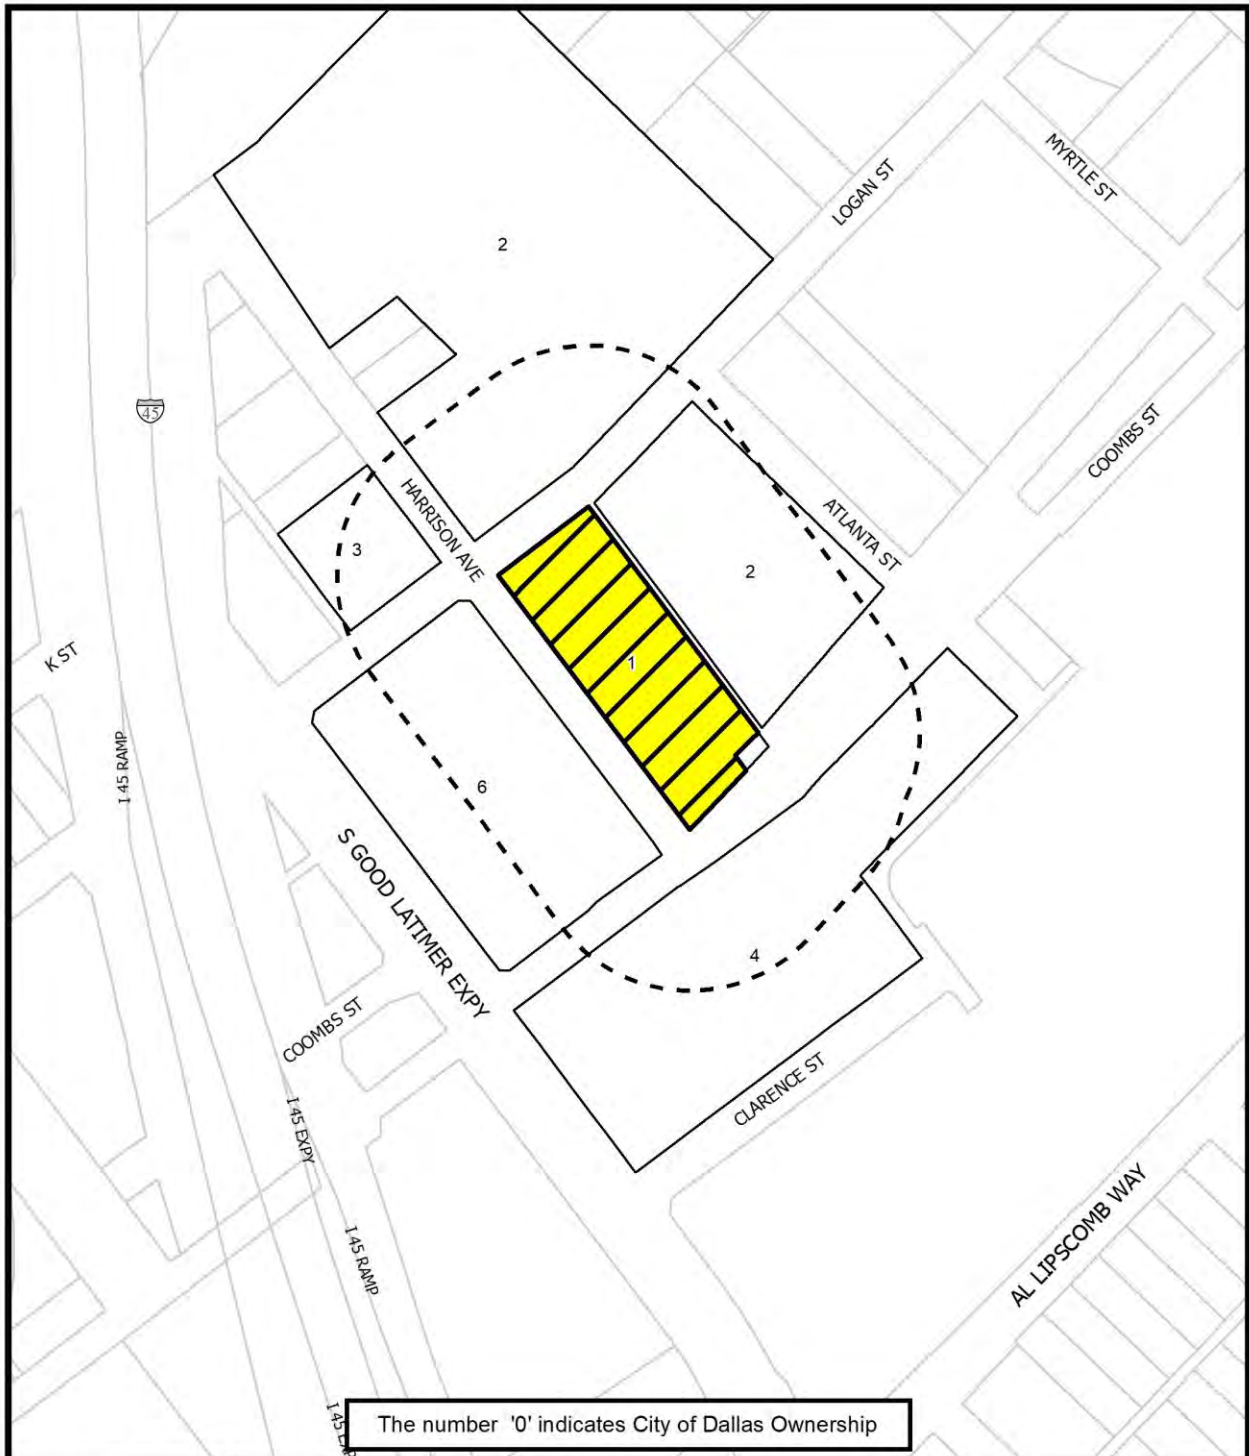 MYRTLE ST
LOGAN ST
2
45
COOMBS ST
HARRISON AVE
ATLANTA ST
3
2
K ST
1
I 45 RAMP
6
S GOOD LATIMER EXPY
4
COOMBS ST
CLARENCE ST
I 45 EXPY
AL LIPSCOMB WAY
I 45 RAMP
I 45 EXP
The number '0' indicates City of Dallas Ownership